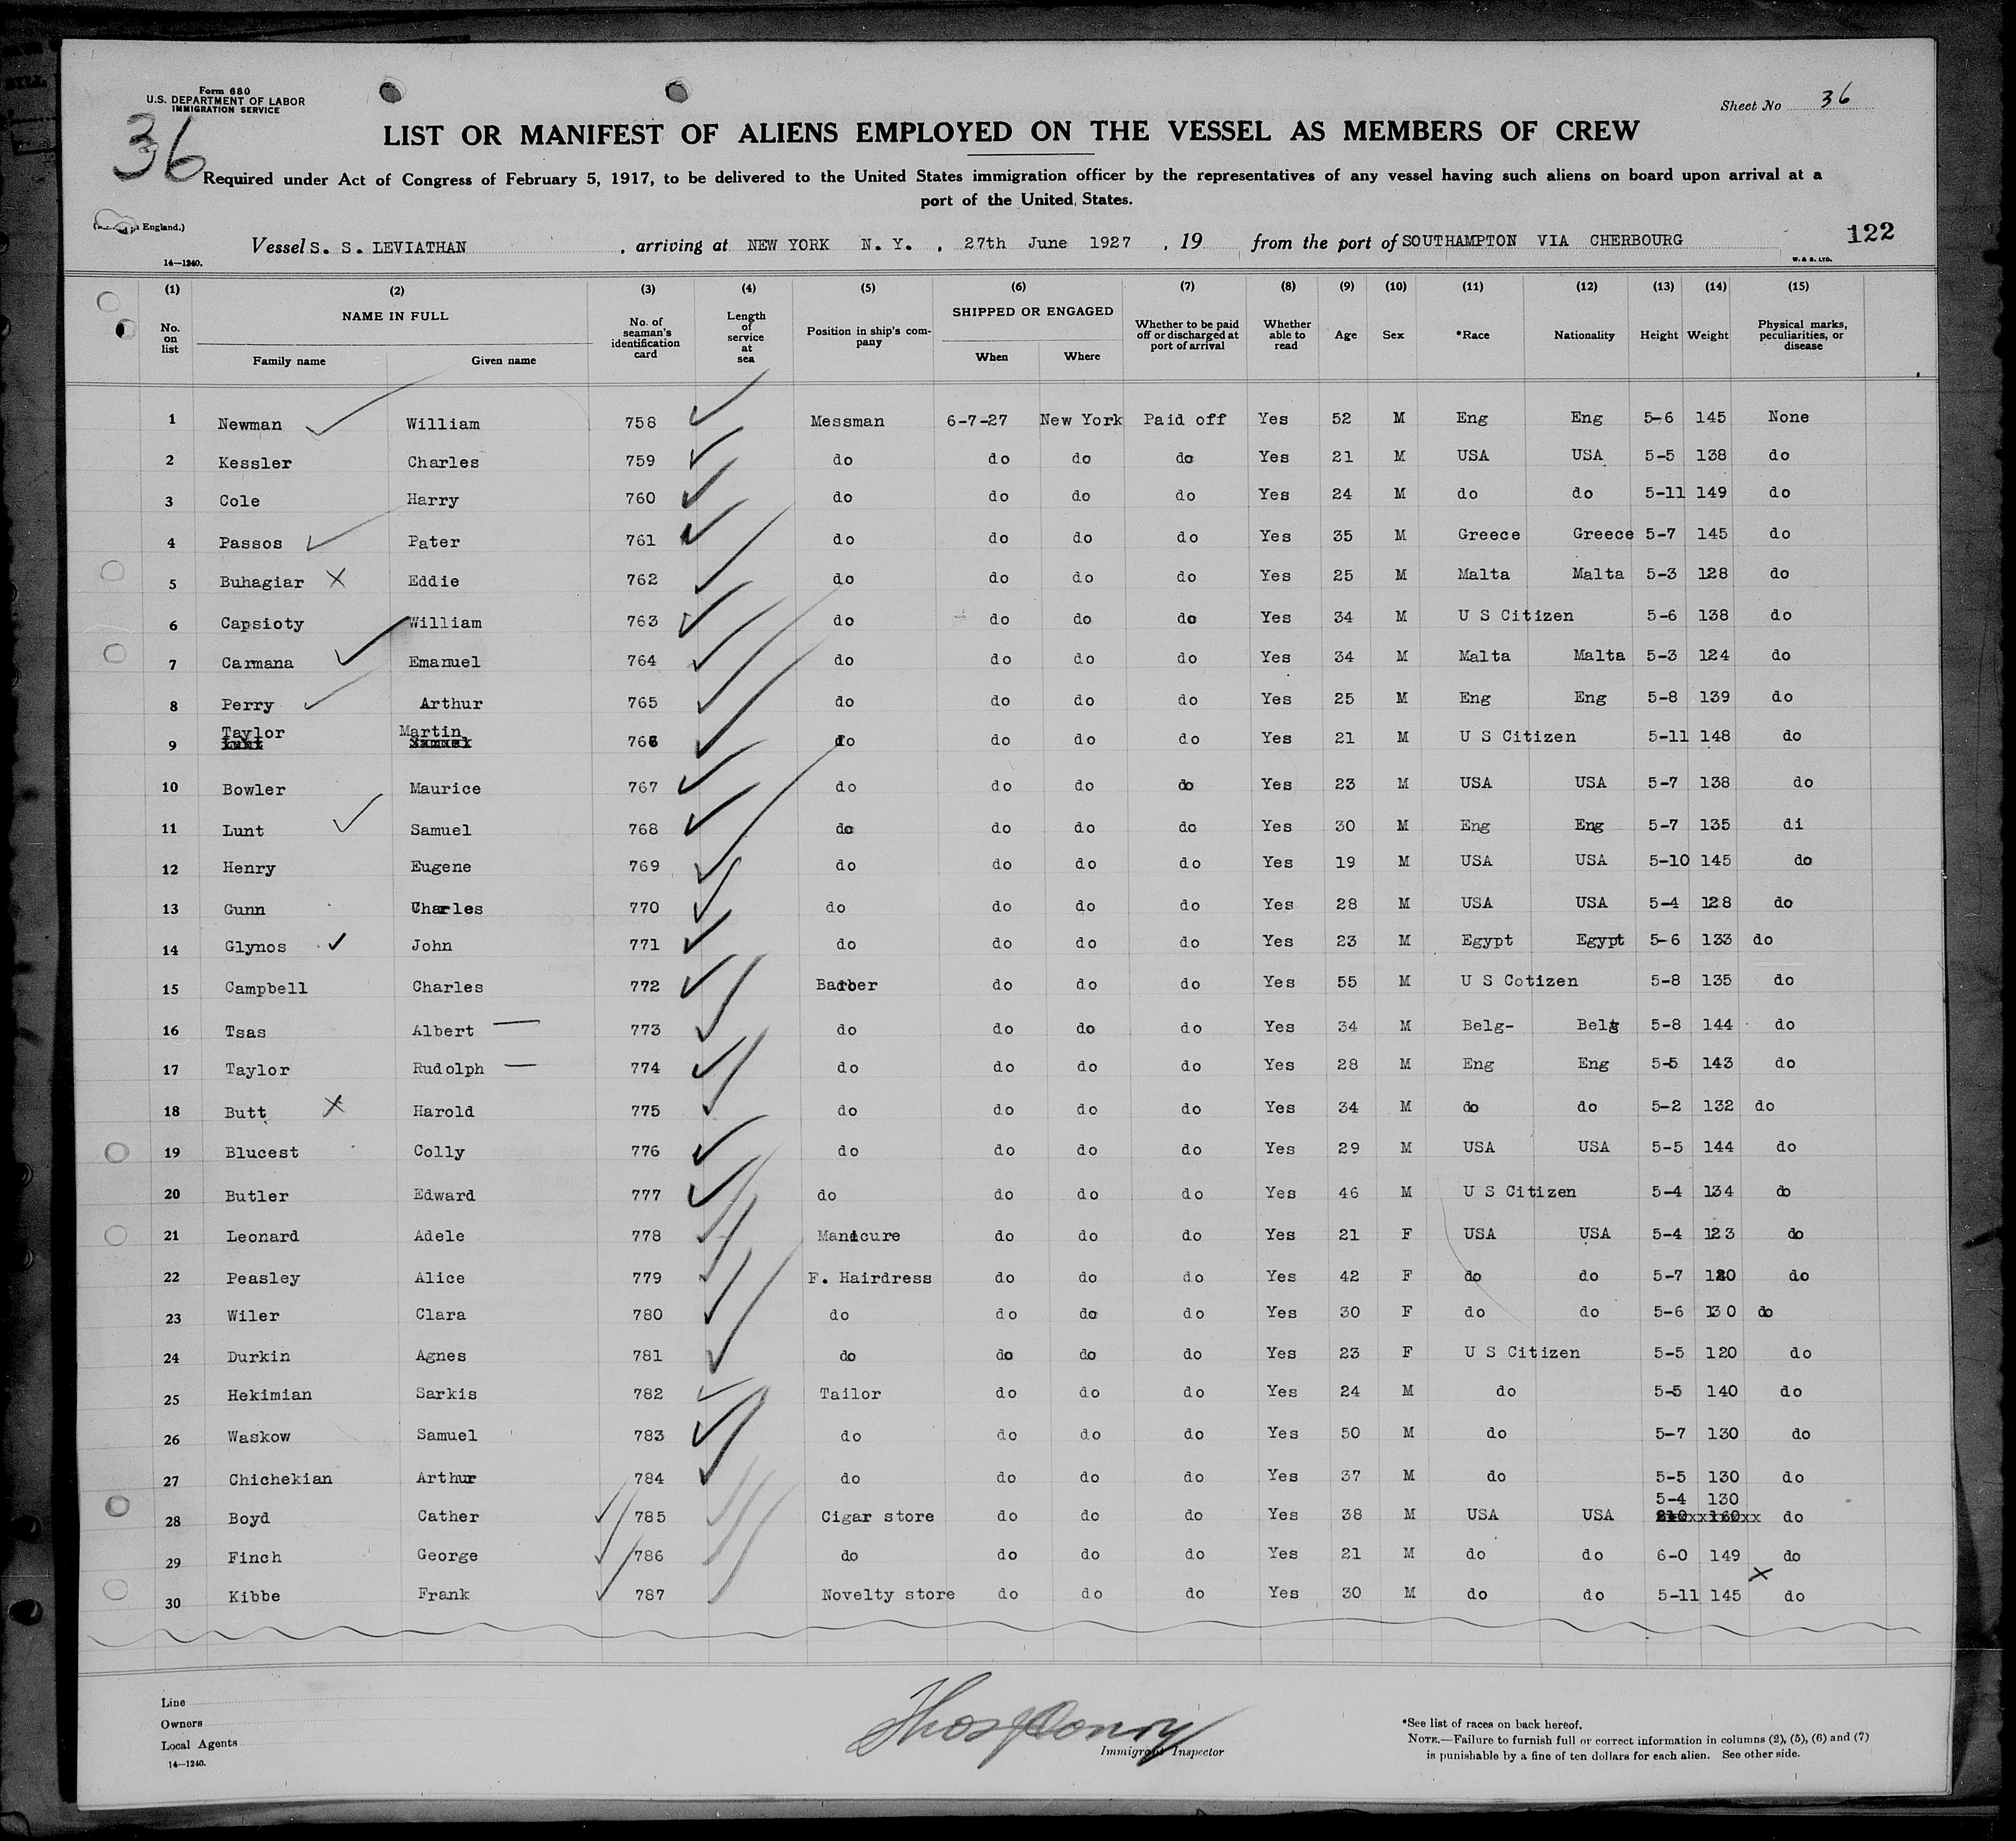 Form 680
U.S. DEPARTMENT OF LABOR
IMMIGRATION SERVICE
36
Sheet No 36
LIST OR MANIFEST OF ALIENS EMPLOYED ON THE VESSEL AS MEMBERS OF CREW
Required under Act of Congress of February 5, 1917, to be delivered to the United States immigration officer by the representatives of any vessel having such aliens on board upon arrival at a
port of the United States.
England.)
122
Vessel S. S. LEVIATHAN , arriving at NEW YORK N. Y. , 27th June 1927 , 19 from the port of SOUTHAMPTON VIA CHERBOURG
14—1240.
W. & S. LTD.
(1) (2) (3) (4) (5) (6) (7) (8) (9) (10) (11) (12) (13) (14) (15)
No. on list NAME IN FULL Family name Given name No. of seaman's identification card Length of service at sea Position in ship's company SHIPPED OR ENGAGED When Where Whether to be paid off or discharged at port of arrival Whether able to read Age Sex *Race Nationality Height Weight Physical marks, peculiarities, or disease
1 Newman William 758 Messman 6-7-27 New York Paid off Yes 52 M Eng Eng 5-6 145 None
2 Kessler Charles 759 do do do do Yes 21 M USA USA 5-5 138 do
3 Cole Harry 760 do do do do Yes 24 M do do 5-11 149 do
4 Passos Pater 761 do do do do Yes 35 M Greece Greece 5-7 145 do
5 Buhagiar Eddie 762 do do do do Yes 25 M Malta Malta 5-3 128 do
6 Capsioty William 763 do do do do Yes 34 M U S Citizen 5-6 138 do
7 Carmana Emanuel 764 do do do do Yes 34 M Malta Malta 5-3 124 do
8 Perry Arthur 765 do do do do Yes 25 M Eng Eng 5-8 139 do
9 Taylor Martin 766 do do do do Yes 21 M U S Citizen 5-11 148 do
Lunt Samuel
10 Bowler Maurice 767 do do do do Yes 23 M USA USA 5-7 138 do
11 Lunt Samuel 768 do do do do Yes 30 M Eng Eng 5-7 135 di
12 Henry Eugene 769 do do do do Yes 19 M USA USA 5-10 145 do
13 Gunn Charles 770 do do do do Yes 28 M USA USA 5-4 128 do
14 Glynos John 771 do do do do Yes 23 M Egypt Egypt 5-6 133 do
15 Campbell Charles 772 Barber do do do Yes 55 M U S Cotizen 5-8 135 do
16 Tsas Albert 773 do do do do Yes 34 M Belg- Belg 5-8 144 do
17 Taylor Rudolph 774 do do do do Yes 28 M Eng Eng 5-5 143 do
18 Butt Harold 775 do do do do Yes 34 M do do 5-2 132 do
19 Blucest Colly 776 do do do do Yes 29 M USA USA 5-5 144 do
20 Butler Edward 777 do do do do Yes 46 M U S Citizen 5-4 134 do
21 Leonard Adele 778 Manicure do do do Yes 21 F USA USA 5-4 123 do
22 Peasley Alice 779 F. Hairdress do do do Yes 42 F do do 5-7 120 do
23 Wiler Clara 780 do do do do Yes 30 F do do 5-6 130 do
24 Durkin Agnes 781 do do do do Yes 23 F U S Citizen 5-5 120 do
25 Hekimian Sarkis 782 Tailor do do do Yes 24 M do 5-5 140 do
26 Waskow Samuel 783 do do do do Yes 50 M do 5-7 130 do
27 Chichekian Arthur 784 do do do do Yes 37 M do 5-5 130 do
5-4 130
28 Boyd Cather 785 Cigar store do do do Yes 38 M USA USA do
29 Finch George 786 do do do do Yes 21 M do do 6-0 149 do
30 Kibbe Frank 787 Novelty store do do do Yes 30 M do do 5-11 145 do
Line
Owners
Local Agents
14—1240.
Immigrant Inspector
*See list of races on back hereof.
NOTE.—Failure to furnish full or correct information in columns (2), (5), (6) and (7)
is punishable by a fine of ten dollars for each alien. See other side.